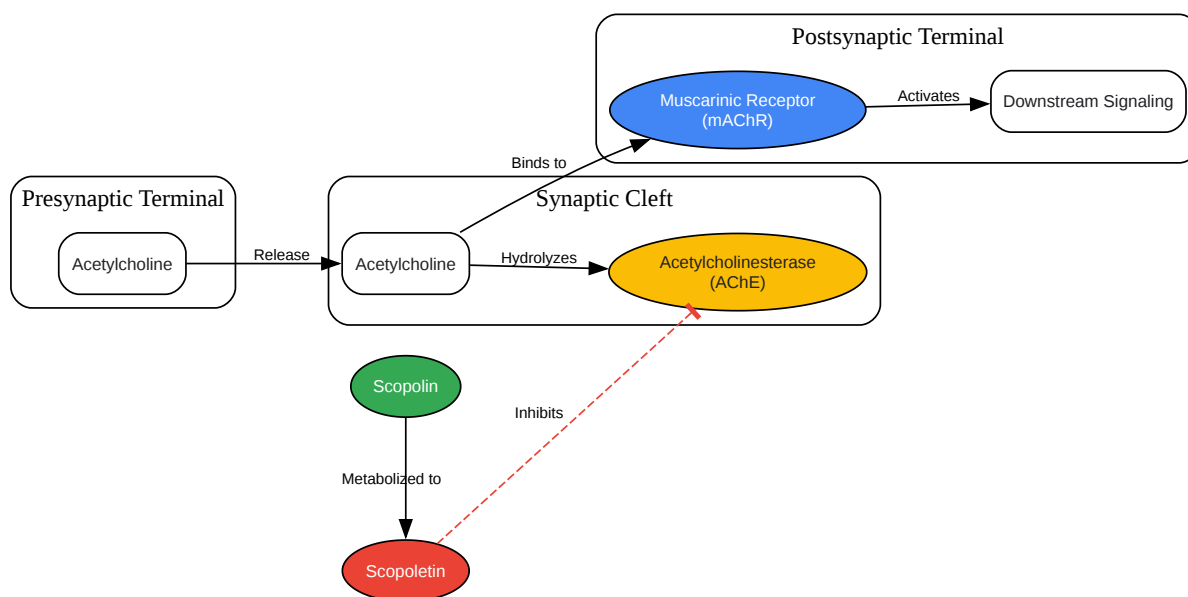 Postsynaptic Terminal
Muscarinic Receptor
(mAChR)
Activates
Downstream Signaling
Binds to
Presynaptic Terminal
Synaptic Cleft
Acetylcholine
Release
Acetylcholine
Hydrolyzes
Acetylcholinesterase
(AChE)
Scopolin
Inhibits
Metabolized to
Scopoletin